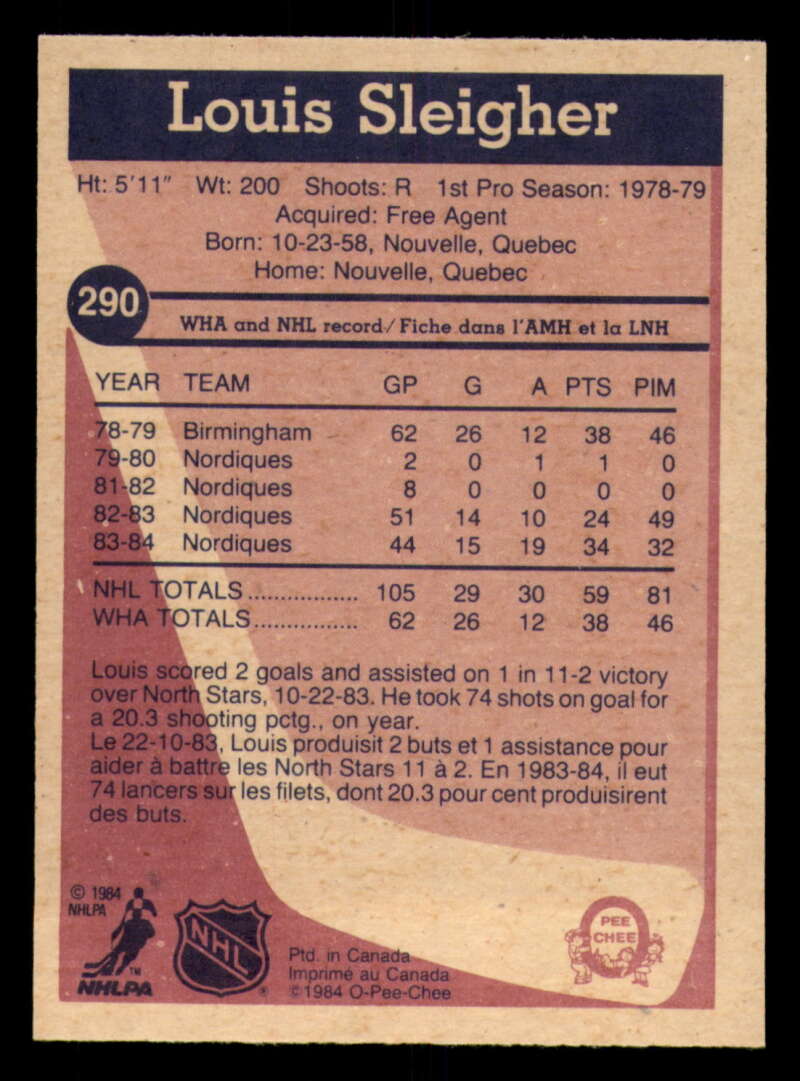 Louis Sleigher
Ht: 5'11" Wt: 200 Shoots: R 1st Pro Season: 1978-79
Acquired: Free Agent
Born: 10-23-58, Nouvelle, Quebec
Home: Nouvelle, Quebec
290
WHA and NHL record/Fiche dans l'AMH et la LNH
YEAR TEAM GP G A PTS PIM
78-79 Birmingham 62 26 12 38 46
79-80 Nordiques 2 0 1 1 0
81-82 Nordiques 8 0 0 0 0
82-83 Nordiques 51 14 10 24 49
83-84 Nordiques 44 15 19 34 32
NHL TOTALS................ 105 29 30 59 81
WHA TOTALS............... 62 26 12 38 46
Louis scored 2 goals and assisted on 1 in 11-2 victory
over North Stars, 10-22-83. He took 74 shots on goal for
a 20.3 shooting pctg., on year.
Le 22-10-83, Louis produisit 2 buts et 1 assistance pour
aider à battre les North Stars 11 à 2. En 1983-84, il eut
74 lancers sur les filets, dont 20.3 pour cent produisirent
des buts.
© 1984
NHLPA
TM
NHLPA
NHL
®
Ptd. in Canada
Imprimé au Canada
©1984 O-Pee-Chee
O
PEE
CHEE